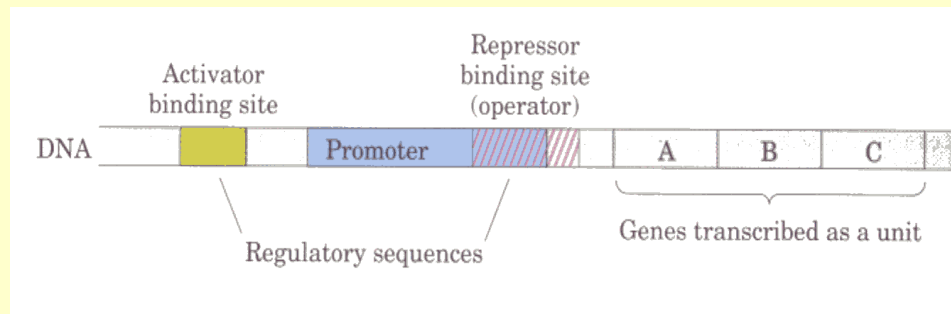 Activator
binding site
Repressor
binding site
(operator)
DNA
Promoter
A
B
C
Regulatory sequences
Genes transcribed as a unit